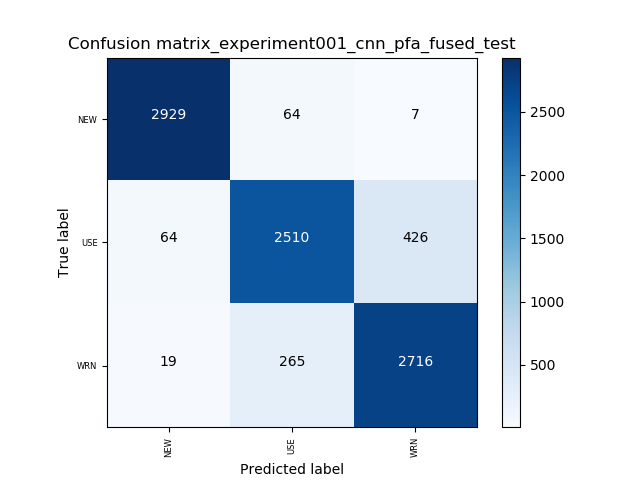 Confusion matrix_experiment001_cnn_pfa_fused_test
NEW 2929 64 7
USE 64 2510 426
WRN 19 265 2716
True label
NEW USE WRN
Predicted label
2500
2000
1500
1000
500